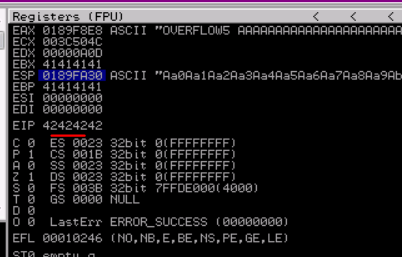 Registers (FPU) < < <
EAX 0189F8E8 ASCII "OVERFLOW5 AAAAAAAAAAAAAAAAAAAAAAA
ECX 003C504C
EDX 00000A0D
EBX 41414141
ESP 0189FA30 ASCII "Aa0Aa1Aa2Aa3Aa4Aa5Aa6Aa7Aa8Aa9Ab
EBP 41414141
ESI 00000000
EDI 00000000
EIP 42424242
C 0 ES 0023 32bit 0(FFFFFFFF)
P 1 CS 001B 32bit 0(FFFFFFFF)
A 0 SS 0023 32bit 0(FFFFFFFF)
Z 1 DS 0023 32bit 0(FFFFFFFF)
S 0 FS 003B 32bit 7FFDE000(4000)
T 0 GS 0000 NULL
D 0
O 0 LastErr ERROR_SUCCESS (00000000)
EFL 00010246 (NO,NB,E,BE,NS,PE,GE,LE)
ST0 empty g